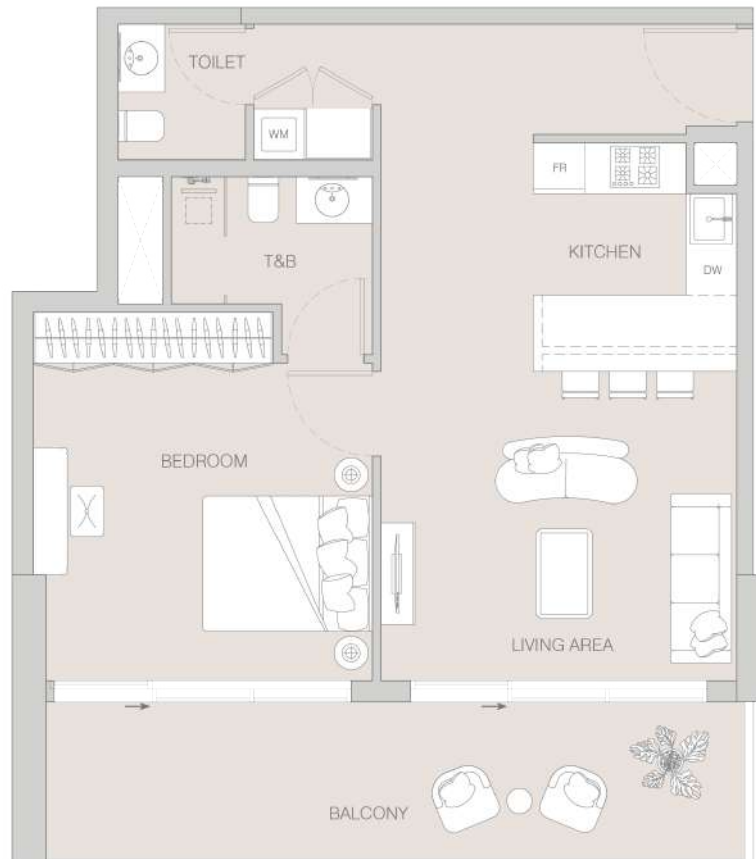 TOILET
WM
FR
KITCHEN
T&B
DW
BEDROOM
LIVING AREA
BALCONY